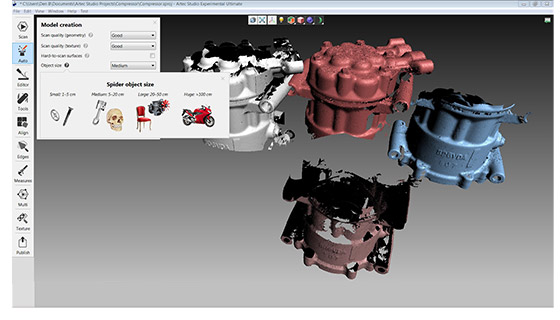 * C:\Users\Dan B\Documents\Artec Studio Projects\Compressor\Compressor.sproj - Artec Studio Experimental Ultimate
File Edit View Window Help Test
Scan
Auto
Editor
Tools
Align
Edges
Measures
Multi
Texture
Publish
Model creation
Scan quality (geometry) ?
Good
Scan quality (texture) ?
Good
Hard-to-scan surfaces ?
Object size ?
Medium
Spider object size
Small: 1-5 cm
Medium: 5-20 cm
Large 20-50 cm
Huge: >100 cm